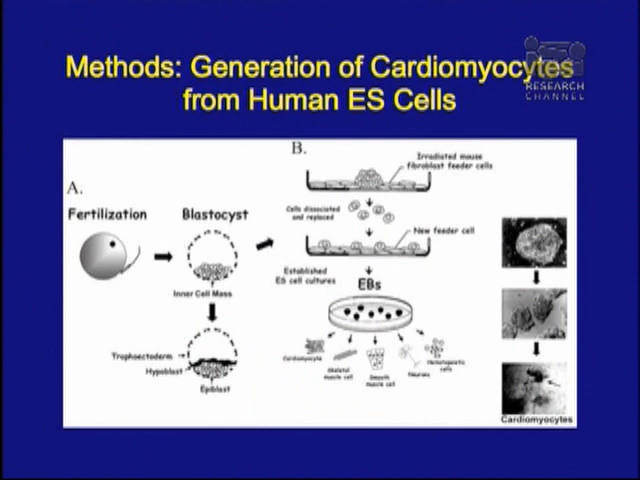 Methods: Generation of Cardiomyocytes
from Human ES Cells
RESEARCH
CHANNEL
A.
Fertilization
Blastocyst
Inner Cell Mass
Trophoectoderm
Hypoblast
Epiblast
B.
Irradiated mouse
fibroblast feeder cells
Cells dissociated
and replaced
New feeder cell
Established
ES cell cultures
EBs
Cardiomyocyte
Skeletal
muscle cell
Smooth
muscle cell
Neurons
Hematopoietic
cells
Cardiomyocytes